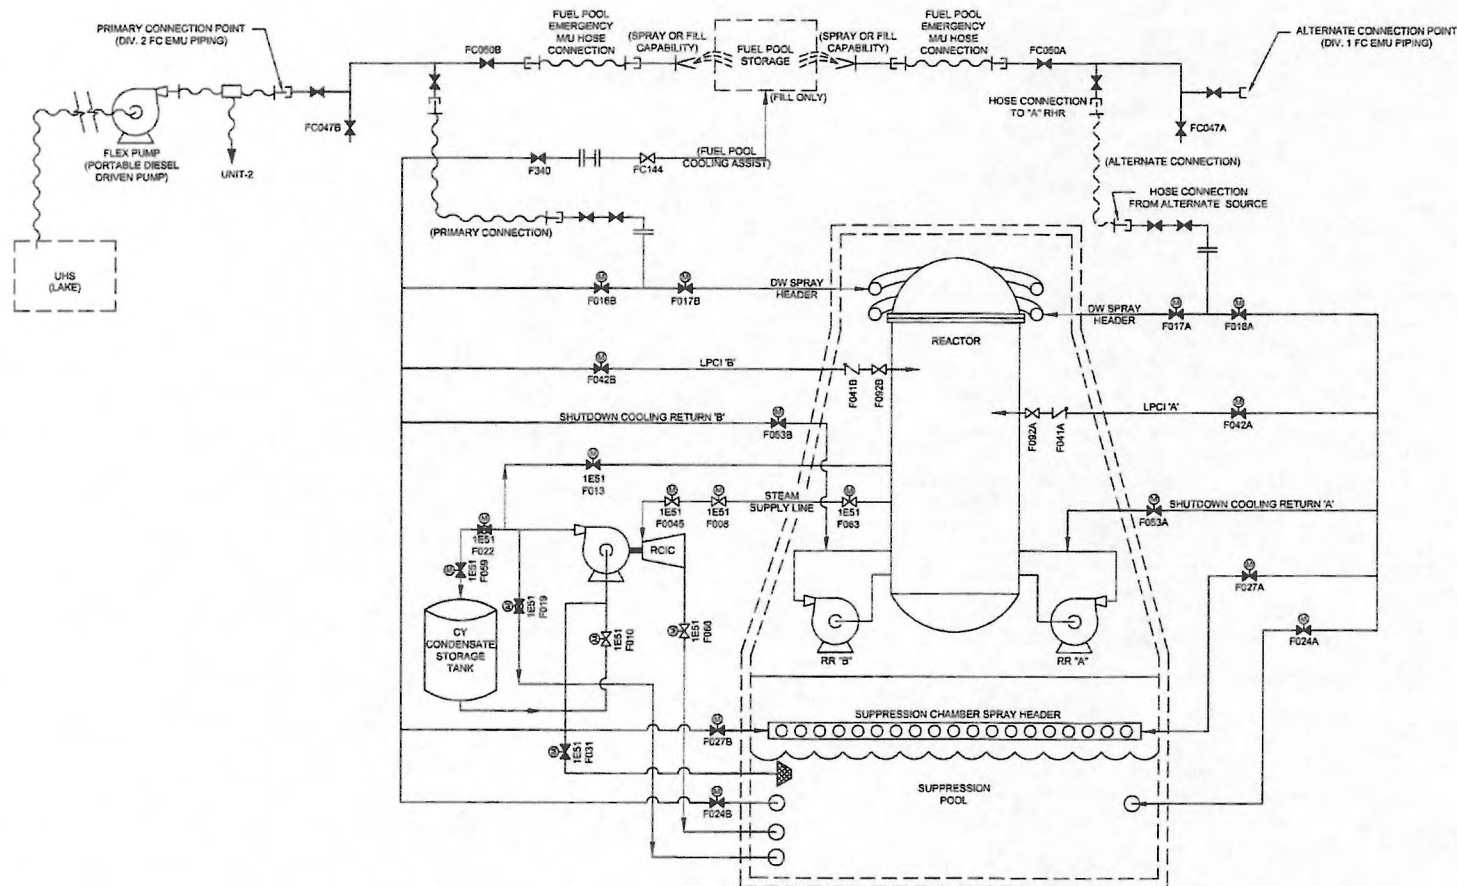 PRIMARY CONNECTION POINT
(DIV. 2 FC EMU PIPING)
FUEL POOL
EMERGENCY
M/U HOSE
CONNECTION
FC060B
(SPRAY OR FILL
CAPABILITY)
FUEL POOL
STORAGE
(SPRAY OR FILL
CAPABILITY)
FUEL POOL
EMERGENCY
M/U HOSE
CONNECTION
FC060A
ALTERNATE CONNECTION POINT
(DIV. 1 FC EMU PIPING)
(FILL ONLY)
HOSE CONNECTION
TO "A" RHR
FC047B
FC047A
FLEX PUMP
(PORTABLE DIESEL
DRIVEN PUMP)
UNIT-2
F340
FC144
(FUEL POOL
COOLING ASSIST)
(ALTERNATE CONNECTION)
HOSE CONNECTION
FROM ALTERNATE SOURCE
(PRIMARY CONNECTION)
UHS
(LAKE)
M
F016B
M
F017B
DW SPRAY
HEADER
DW SPRAY
HEADER
M
F017A
M
F016A
REACTOR
M
F042B
LPCI 'B'
F041B
F092B
F092A
F041A
LPCI 'A'
M
F042A
SHUTDOWN COOLING RETURN 'B'
M
F053B
M
1E51
F013
STEAM
SUPPLY LINE
M
1E51
F0045
M
1E51
F008
M
1E51
F063
M
F053A
SHUTDOWN COOLING RETURN 'A'
M
1E51
F022
M
1E51
F059
RCIC
M
1E51
F019
M
1E51
F010
M
1E51
F068
M
F027A
M
F024A
CY
CONDENSATE
STORAGE
TANK
RR "B"
RR "A"
SUPPRESSION CHAMBER SPRAY HEADER
M
F027B
M
1E51
F031
SUPPRESSION
POOL
M
F024B